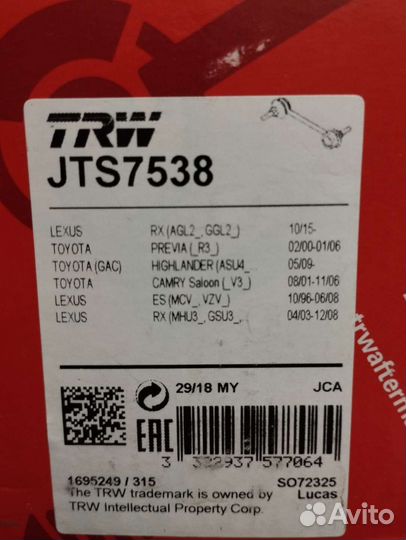 TRW
JTS7538
LEXUS RX (AGL2_, GGL2_) 10/15-
TOYOTA PREVIA (_R3_) 02/00-01/06
TOYOTA (GAC) HIGHLANDER (ASU4_ 05/09-
TOYOTA CAMRY Saloon (_V3_) 08/01-11/06
LEXUS ES (MCV_, VZV_) 10/96-06/08
LEXUS RX (MHU3_, GSU3_, 04/03-12/08
29/18 MY JCA
EAC
3 322937 577064
1695249 / 315 SO72325
The TRW trademark is owned by Lucas
TRW Intellectual Property Corp.
trwafterm
Avito